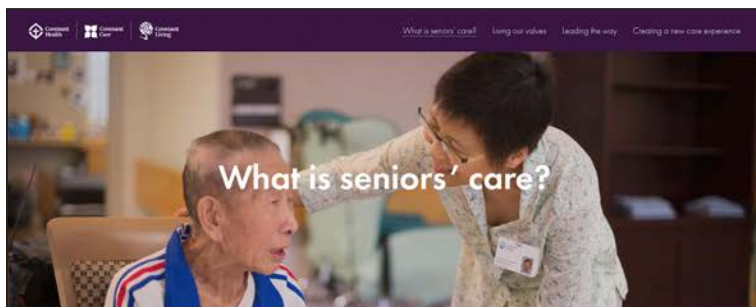 Covenant Health
Covenant Care
Covenant Living
What is seniors' care?
Living our values
Leading the way
Creating a new care experience
What is seniors' care?